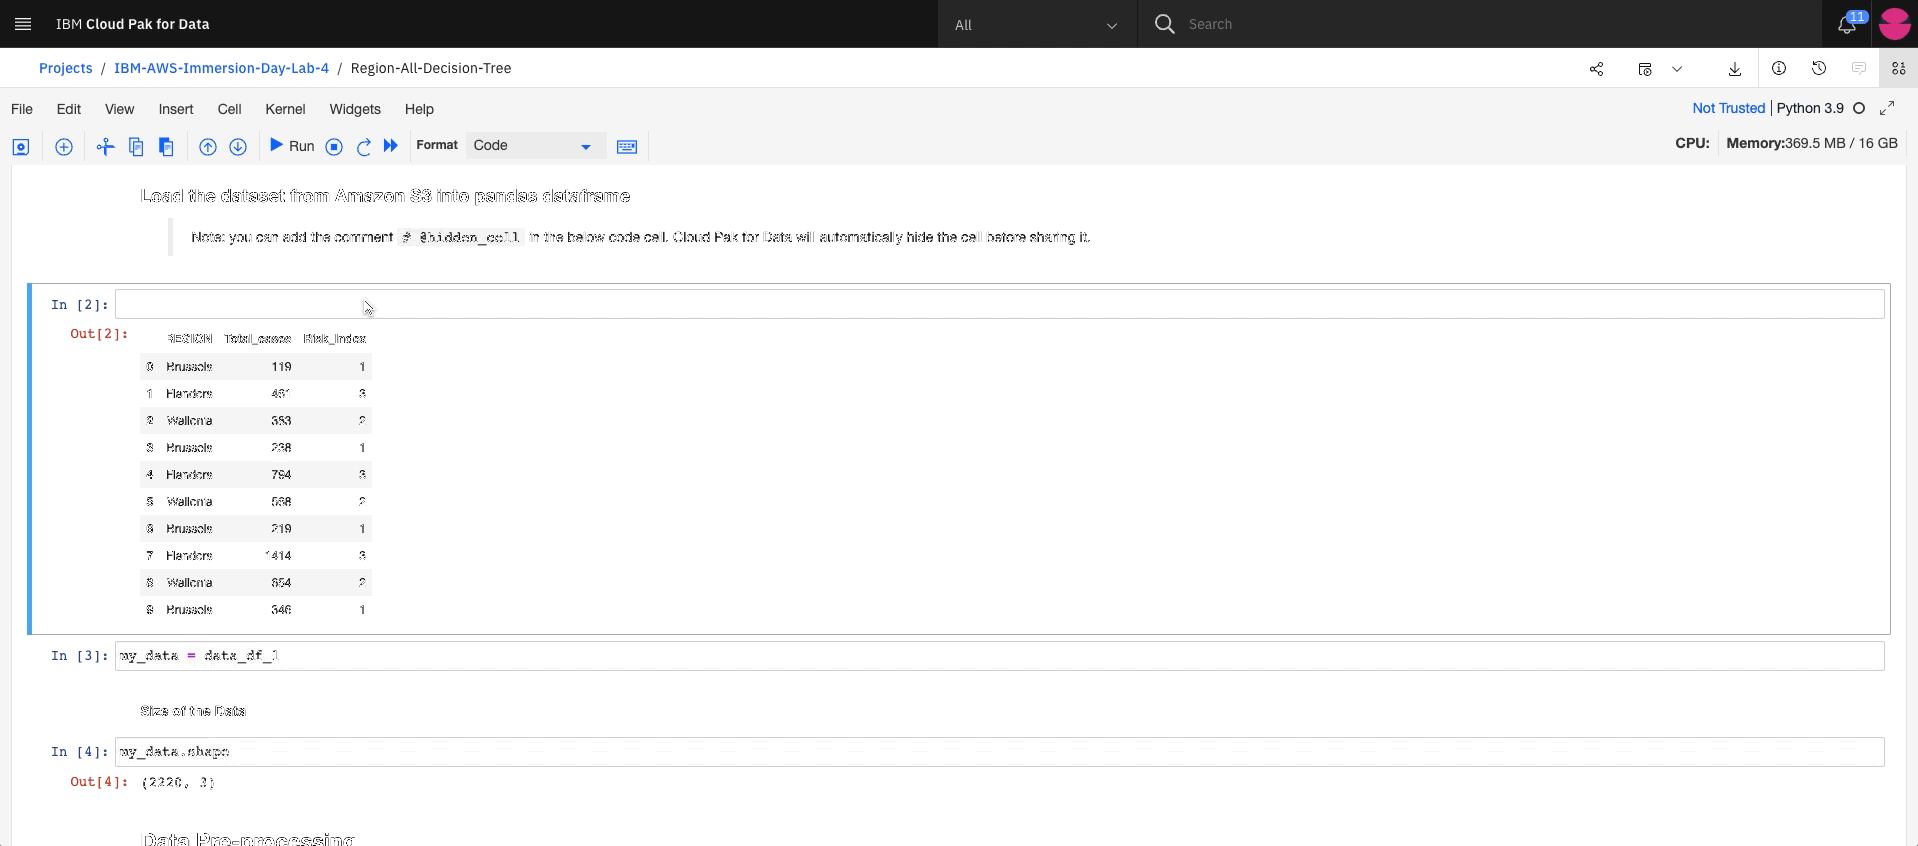 IBM Cloud Pak for Data All Search 11
Projects / IBM-AWS-Immersion-Day-Lab-4 / Region-All-Decision-Tree
File Edit View Insert Cell Kernel Widgets Help Not Trusted | Python 3.9
Run Format Code CPU: Memory:369.5 MB / 16 GB
Load the dataset from Amazon S3 into pandas dataframe
Note: you can add the comment # @hidden_cell in the below code cell. Cloud Pak for Data will automatically hide the cell before sharing it.
In [2]:
Out[2]:
REGION Total_cases Risk_Index
0 Brussels 119 1
1 Flanders 3
2 Wallonia 2
3 Brussels 238 1
4 Flanders 794 3
5 Wallonia 2
6 Brussels 219 1
7 Flanders 1414 3
8 Wallonia 2
9 Brussels 346 1
In [3]: my_data = data_df_1
Size of the Data
In [4]: my_data.shape
Out[4]: (2220, 3)
Data Pre-processing